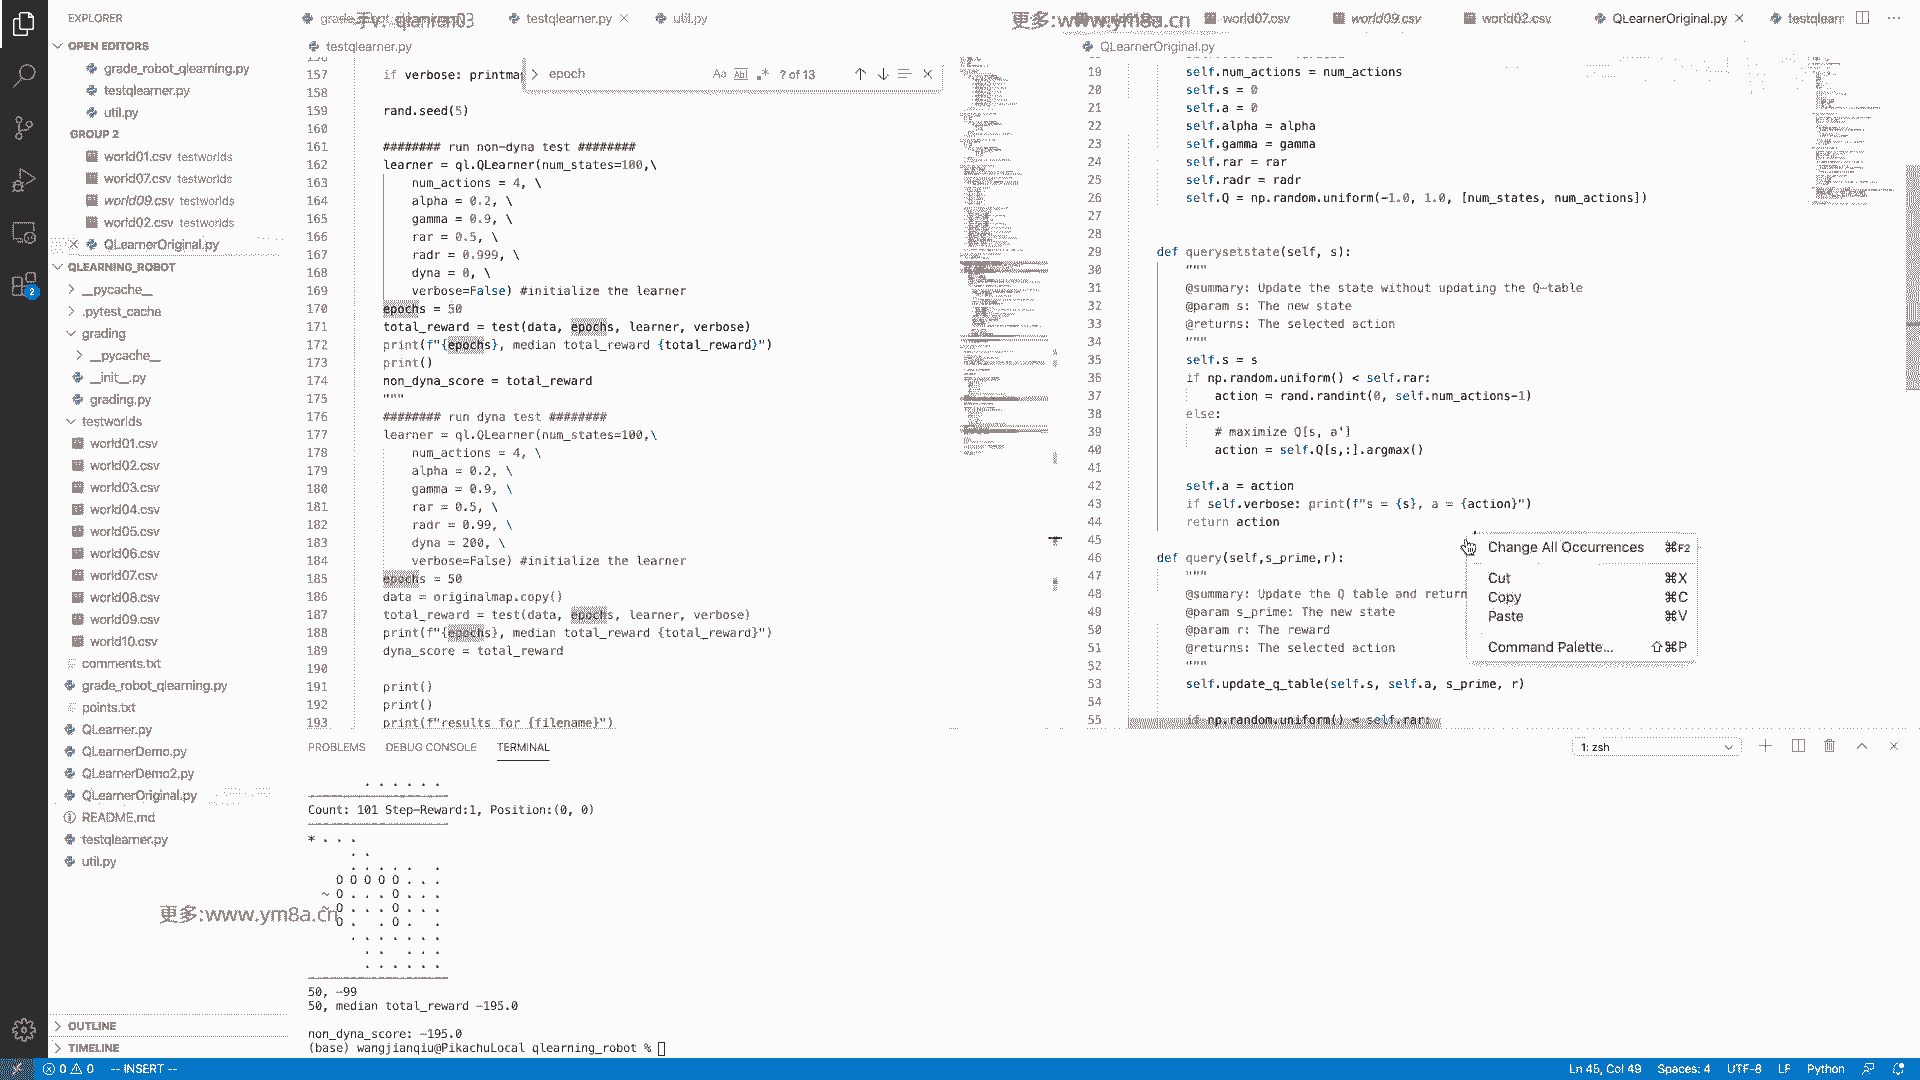 EXPLORER
OPEN EDITORS
grade_robot_qlearning.py
testqlearner.py
util.py
GROUP 2
world01.csv testworlds
world07.csv testworlds
world09.csv testworlds
world02.csv testworlds
QLearnerOriginal.py
QLEARNING_ROBOT
__pycache__
.pytest_cache
grading
__pycache__
__init__.py
grading.py
testworlds
world01.csv
world02.csv
world03.csv
world04.csv
world05.csv
world06.csv
world07.csv
world08.csv
world09.csv
world10.csv
comments.txt
grade_robot_qlearning.py
points.txt
QLearner.py
QLearnerDemo.py
QLearnerDemo2.py
QLearnerOriginal.py
README.md
testqlearner.py
util.py
OUTLINE
TIMELINE
更多:www.ym8a.cn
testqlearner.py
util.py
testqlearner.py
epoch
Aa Abl .* ? of 13
157 if verbose: printma
158
159 rand.seed(5)
160
161 ######## run non-dyna test ########
162 learner = ql.QLearner(num_states=100,\
163 num_actions = 4, \
164 alpha = 0.2, \
165 gamma = 0.9, \
166 rar = 0.5, \
167 radr = 0.999, \
168 dyna = 0, \
169 verbose=False) #initialize the learner
170 epochs = 50
171 total_reward = test(data, epochs, learner, verbose)
172 print(f"{epochs}, median total_reward {total_reward}")
173 print()
174 non_dyna_score = total_reward
175 """
176 ######## run dyna test ########
177 learner = ql.QLearner(num_states=100,\
178 num_actions = 4, \
179 alpha = 0.2, \
180 gamma = 0.9, \
181 rar = 0.5, \
182 radr = 0.99, \
183 dyna = 200, \
184 verbose=False) #initialize the learner
185 epochs = 50
186 data = originalmap.copy()
187 total_reward = test(data, epochs, learner, verbose)
188 print(f"{epochs}, median total_reward {total_reward}")
189 dyna_score = total_reward
190
191 print()
192 print()
193 print(f"results for {filename}")
更多:www.ym8a.cn
world07.csv
world09.csv
world02.csv
QLearnerOriginal.py
testqlearn
QLearnerOriginal.py
19 self.num_actions = num_actions
20 self.s = 0
21 self.a = 0
22 self.alpha = alpha
23 self.gamma = gamma
24 self.rar = rar
25 self.radr = radr
26 self.Q = np.random.uniform(-1.0, 1.0, [num_states, num_actions])
27
28
29 def querysetstate(self, s):
30 """
31 @summary: Update the state without updating the Q-table
32 @param s: The new state
33 @returns: The selected action
34 """
35 self.s = s
36 if np.random.uniform() < self.rar:
37 action = rand.randint(0, self.num_actions-1)
38 else:
39 # maximize Q[s, a']
40 action = self.Q[s,:].argmax()
41
42 self.a = action
43 if self.verbose: print(f"s = {s}, a = {action}")
44 return action
45
46 def query(self,s_prime,r):
47 """
48 @summary: Update the Q table and return
49 @param s_prime: The new state
50 @param r: The reward
51 @returns: The selected action
52 """
53 self.update_q_table(self.s, self.a, s_prime, r)
54
55 if np.random.uniform() < self.rar:
Change All Occurrences ⌘F2
Cut ⌘X
Copy ⌘C
Paste ⌘V
Command Palette... ⇧⌘P
PROBLEMS DEBUG CONSOLE TERMINAL
1: zsh
. . . . . .
Count: 101 Step-Reward:1, Position:(0, 0)
* . . .
. .
. . . . . .
O O O O O . . .
~ O . . . O . . .
~ O . . . O . . .
O . . O . .
. . . . . . .
. . . .
. . . . . .
50, -99
50, median total_reward -195.0
non_dyna_score: -195.0
(base) wangjianqiu@PikachuLocal qlearning_robot %
0 0 -- INSERT --
Ln 45, Col 49 Spaces: 4 UTF-8 LF Python